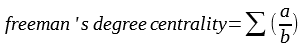 freeman 's degree centrality = ∑ (a/b)